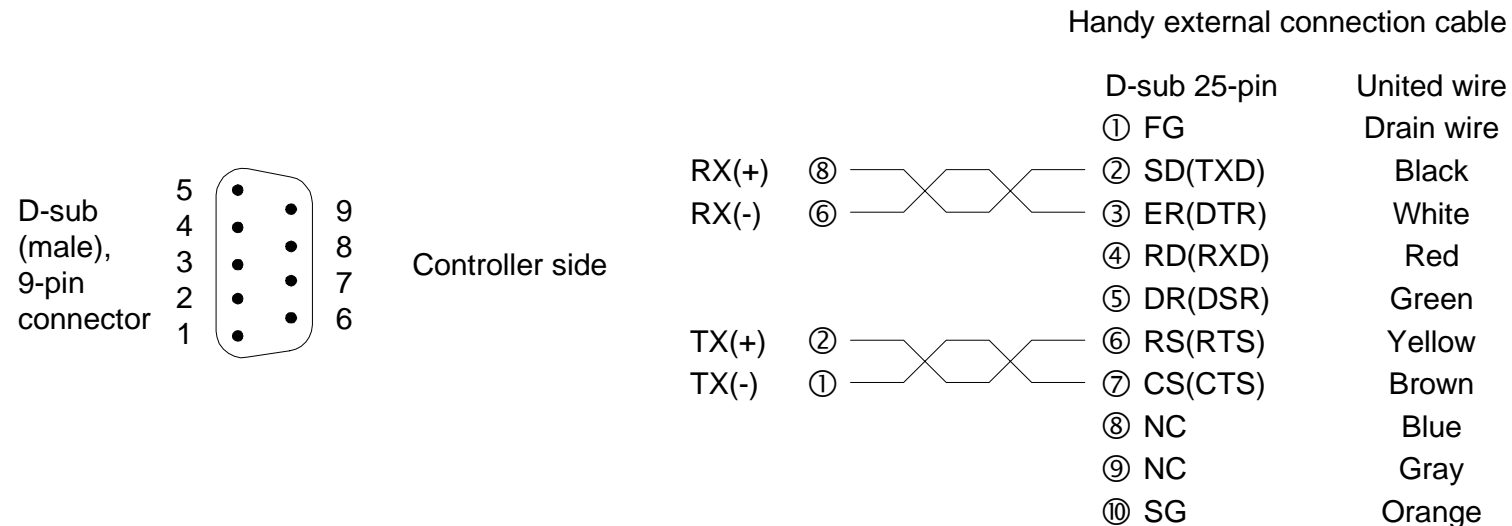 Handy external connection cable
D-sub 25-pin United wire
① FG Drain wire
RX(+) ⑧ ② SD(TXD) Black
RX(-) ⑥ ③ ER(DTR) White
④ RD(RXD) Red
⑤ DR(DSR) Green
TX(+) ② ⑥ RS(RTS) Yellow
TX(-) ① ⑦ CS(CTS) Brown
⑧ NC Blue
⑨ NC Gray
⑩ SG Orange
D-sub
(male),
9-pin
connector
5
4
3
2
1
9
8
7
6
Controller side